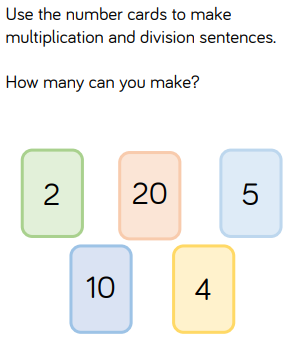 Use the number cards to make
multiplication and division sentences.
How many can you make?
2
20
5
10
4